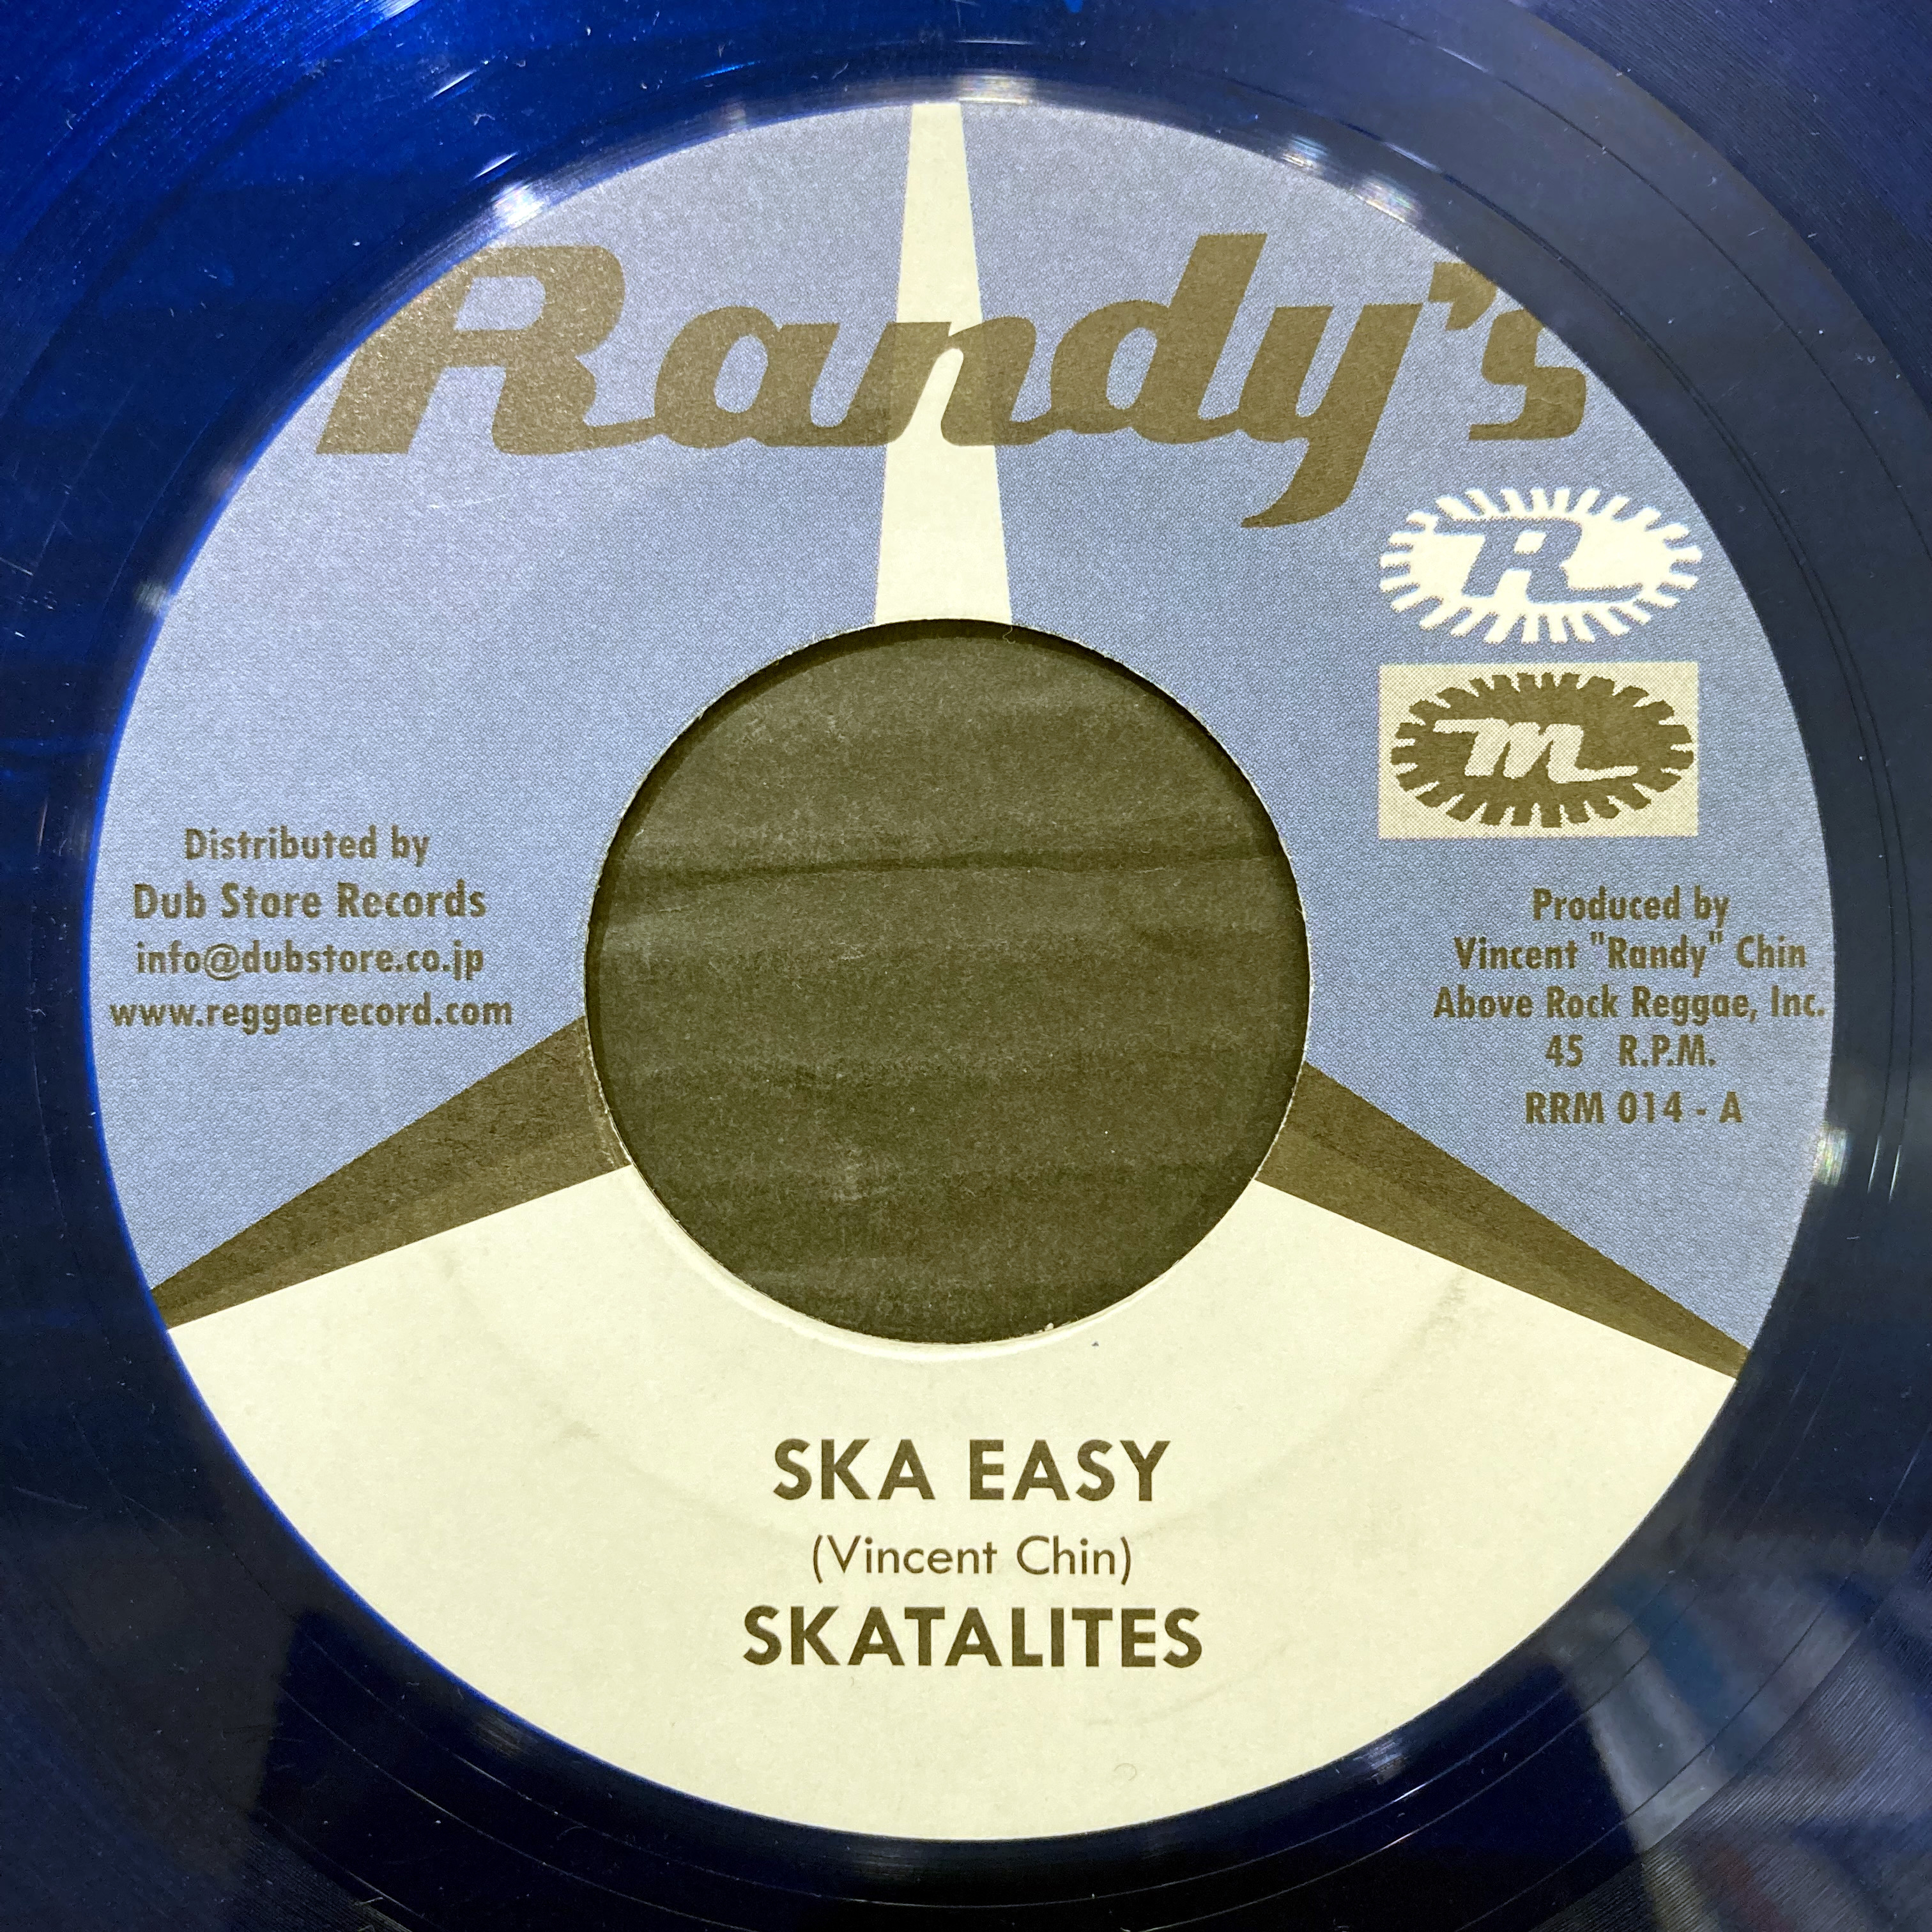 Randy's
R
m
Distributed by
Dub Store Records
info@dubstore.co.jp
www.reggaerecord.com
Produced by
Vincent "Randy" Chin
Above Rock Reggae, Inc.
45 R.P.M.
RRM 014 - A
SKA EASY
(Vincent Chin)
SKATALITES